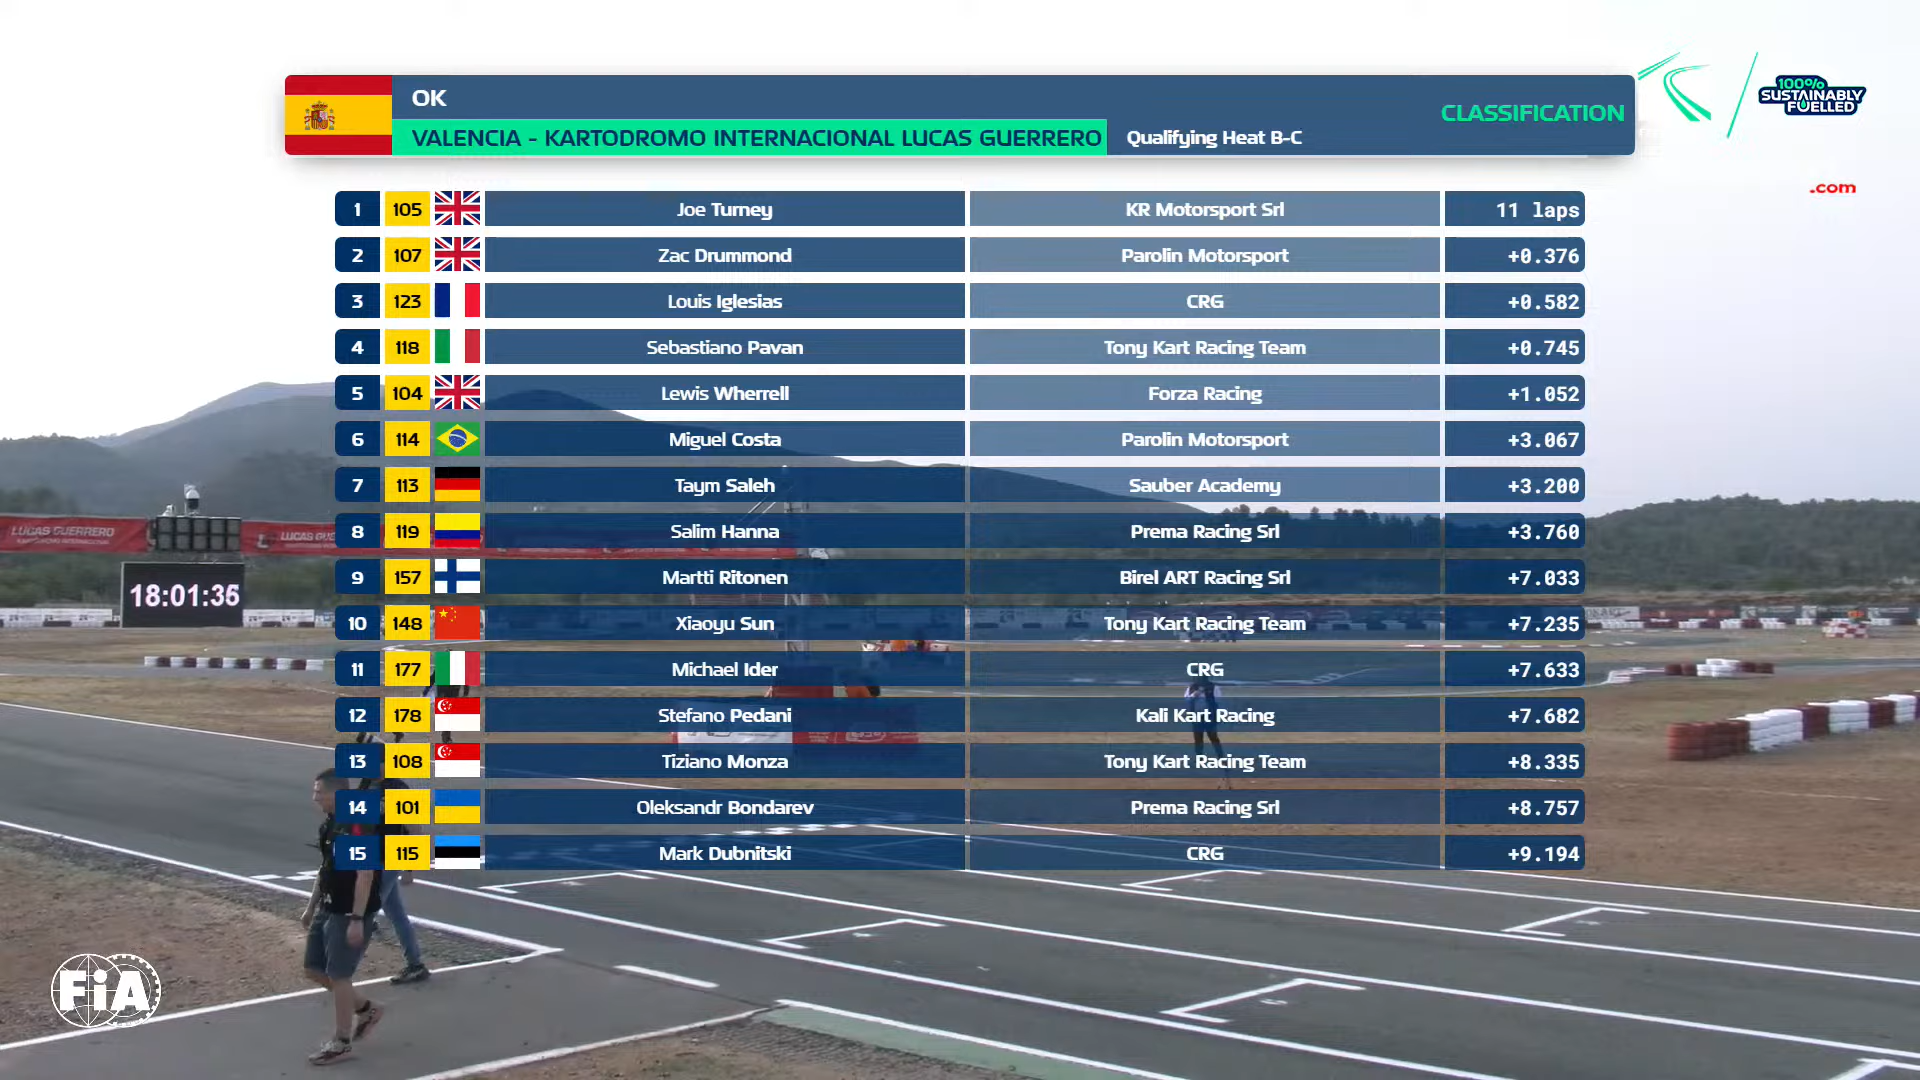 OK
VALENCIA - KARTODROMO INTERNACIONAL LUCAS GUERRERO
Qualifying Heat B-C
CLASSIFICATION
100%
SUSTAINABLY
FUELLED
.com
1 105 Joe Turney KR Motorsport Srl 11 laps
2 107 Zac Drummond Parolin Motorsport +0.376
3 123 Louis Iglesias CRG +0.582
4 118 Sebastiano Pavan Tony Kart Racing Team +0.745
5 104 Lewis Wherrell Forza Racing +1.052
6 114 Miguel Costa Parolin Motorsport +3.067
7 113 Taym Saleh Sauber Academy +3.200
8 119 Salim Hanna Prema Racing Srl +3.760
9 157 Martti Ritonen Birel ART Racing Srl +7.033
10 148 Xiaoyu Sun Tony Kart Racing Team +7.235
11 177 Michael Ider CRG +7.633
12 178 Stefano Pedani Kali Kart Racing +7.682
13 108 Tiziano Monza Tony Kart Racing Team +8.335
14 101 Oleksandr Bondarev Prema Racing Srl +8.757
15 115 Mark Dubnitski CRG +9.194
LUCAS GUERRERO
LUCAS GUE
18:01:35
FiA